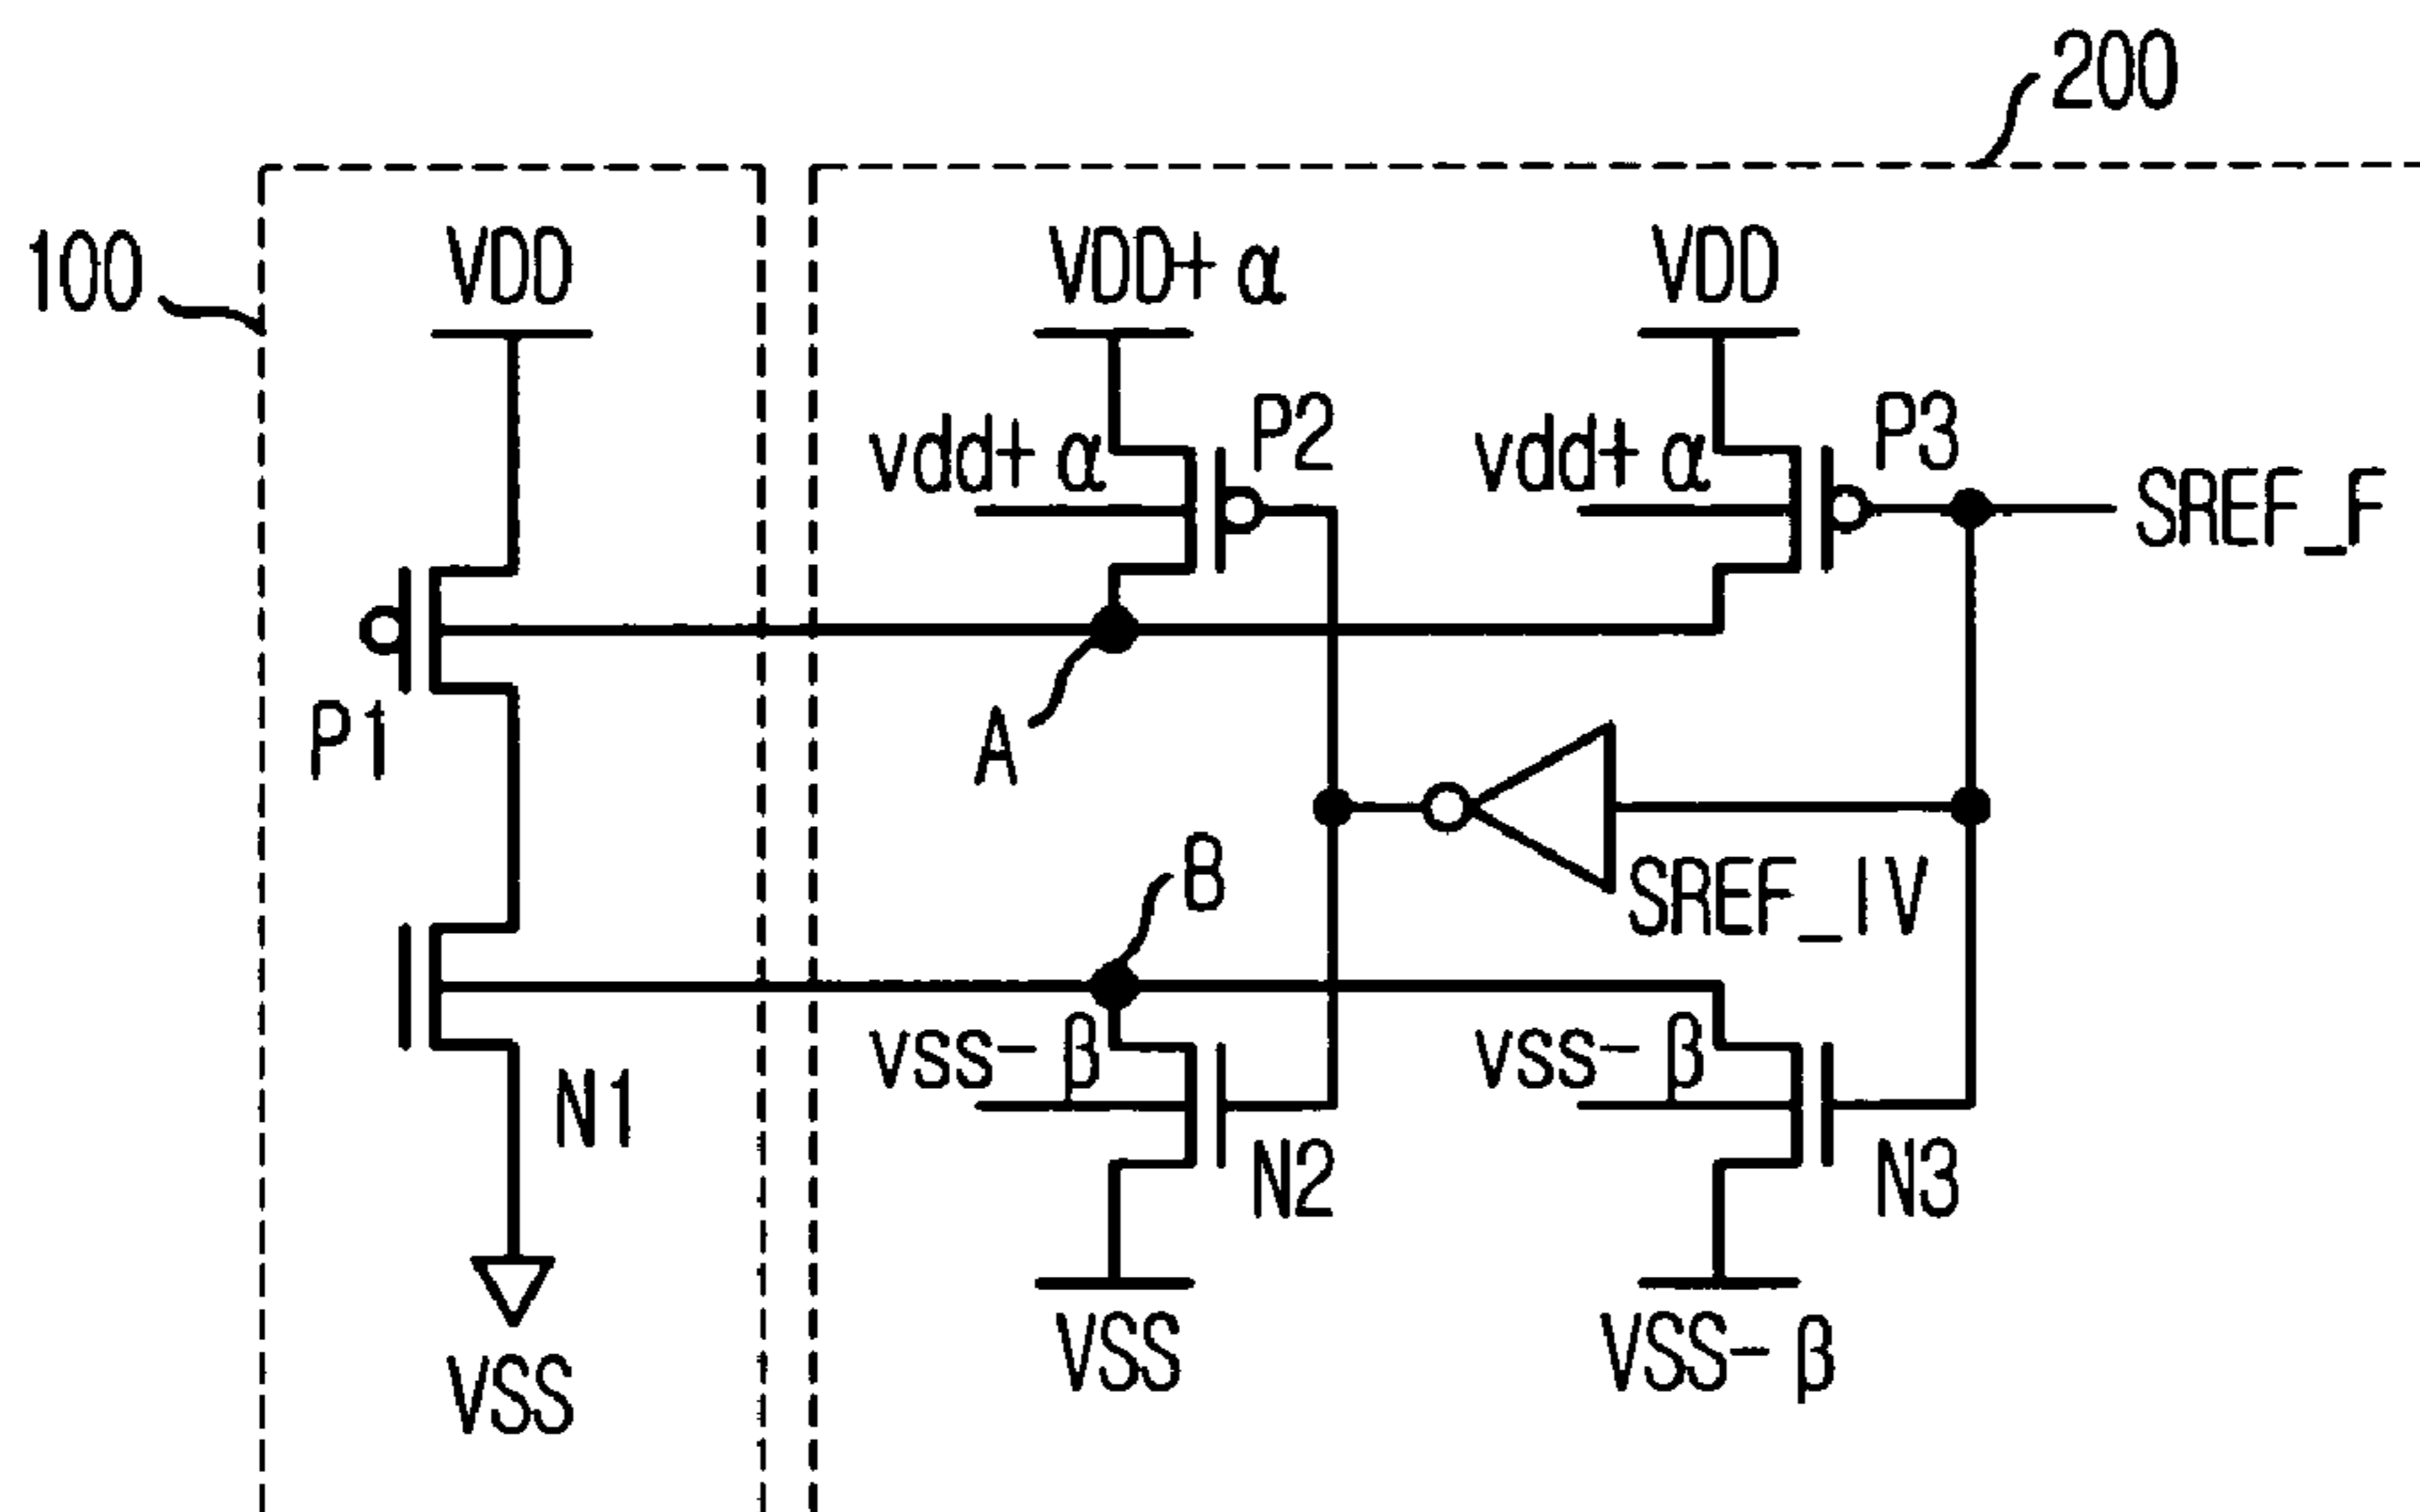 200
100
VDD
VDD+ α
VDD
vdd+ α
P2
vdd+ α
P3
SREF_F
P1
A
B
SREF_IV
N1
vss- β
N2
vss- β
N3
VSS
VSS
VSS- β